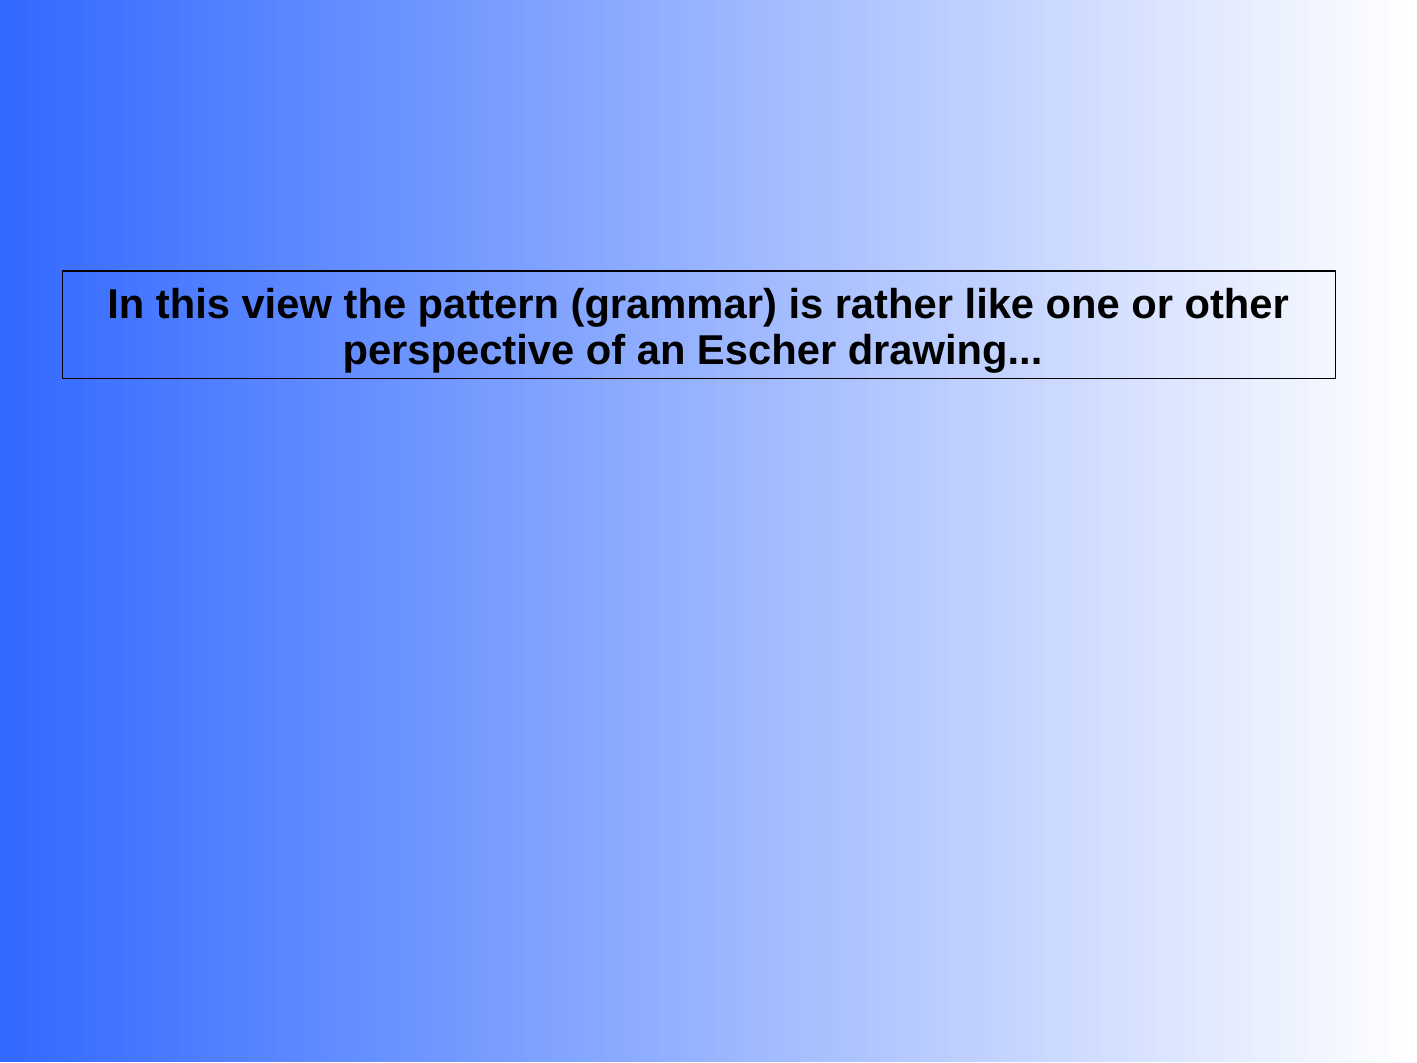 In this view the pattern (grammar) is rather like one or other
perspective of an Escher drawing...